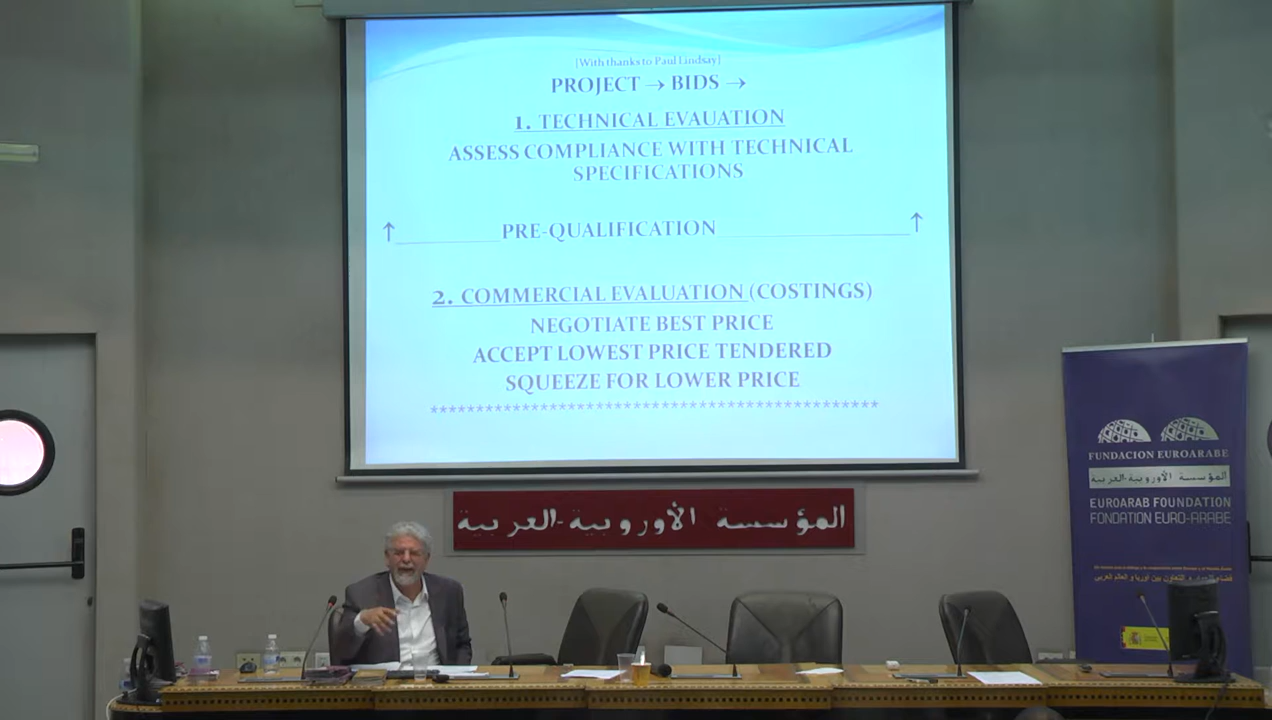 [With thanks to Paul Lindsay]
PROJECT → BIDS →
1. TECHNICAL EVAUATION
ASSESS COMPLIANCE WITH TECHNICAL
SPECIFICATIONS
↑_________PRE-QUALIFICATION_________________↑
2. COMMERCIAL EVALUATION (COSTINGS)
NEGOTIATE BEST PRICE
ACCEPT LOWEST PRICE TENDERED
SQUEEZE FOR LOWER PRICE
********************************************
المؤسسة الأوروبية-العربية
FUNDACION EUROARABE
المؤسسة الأوروبية-العربية
EUROARAB FOUNDATION
FONDATION EURO-ARABE